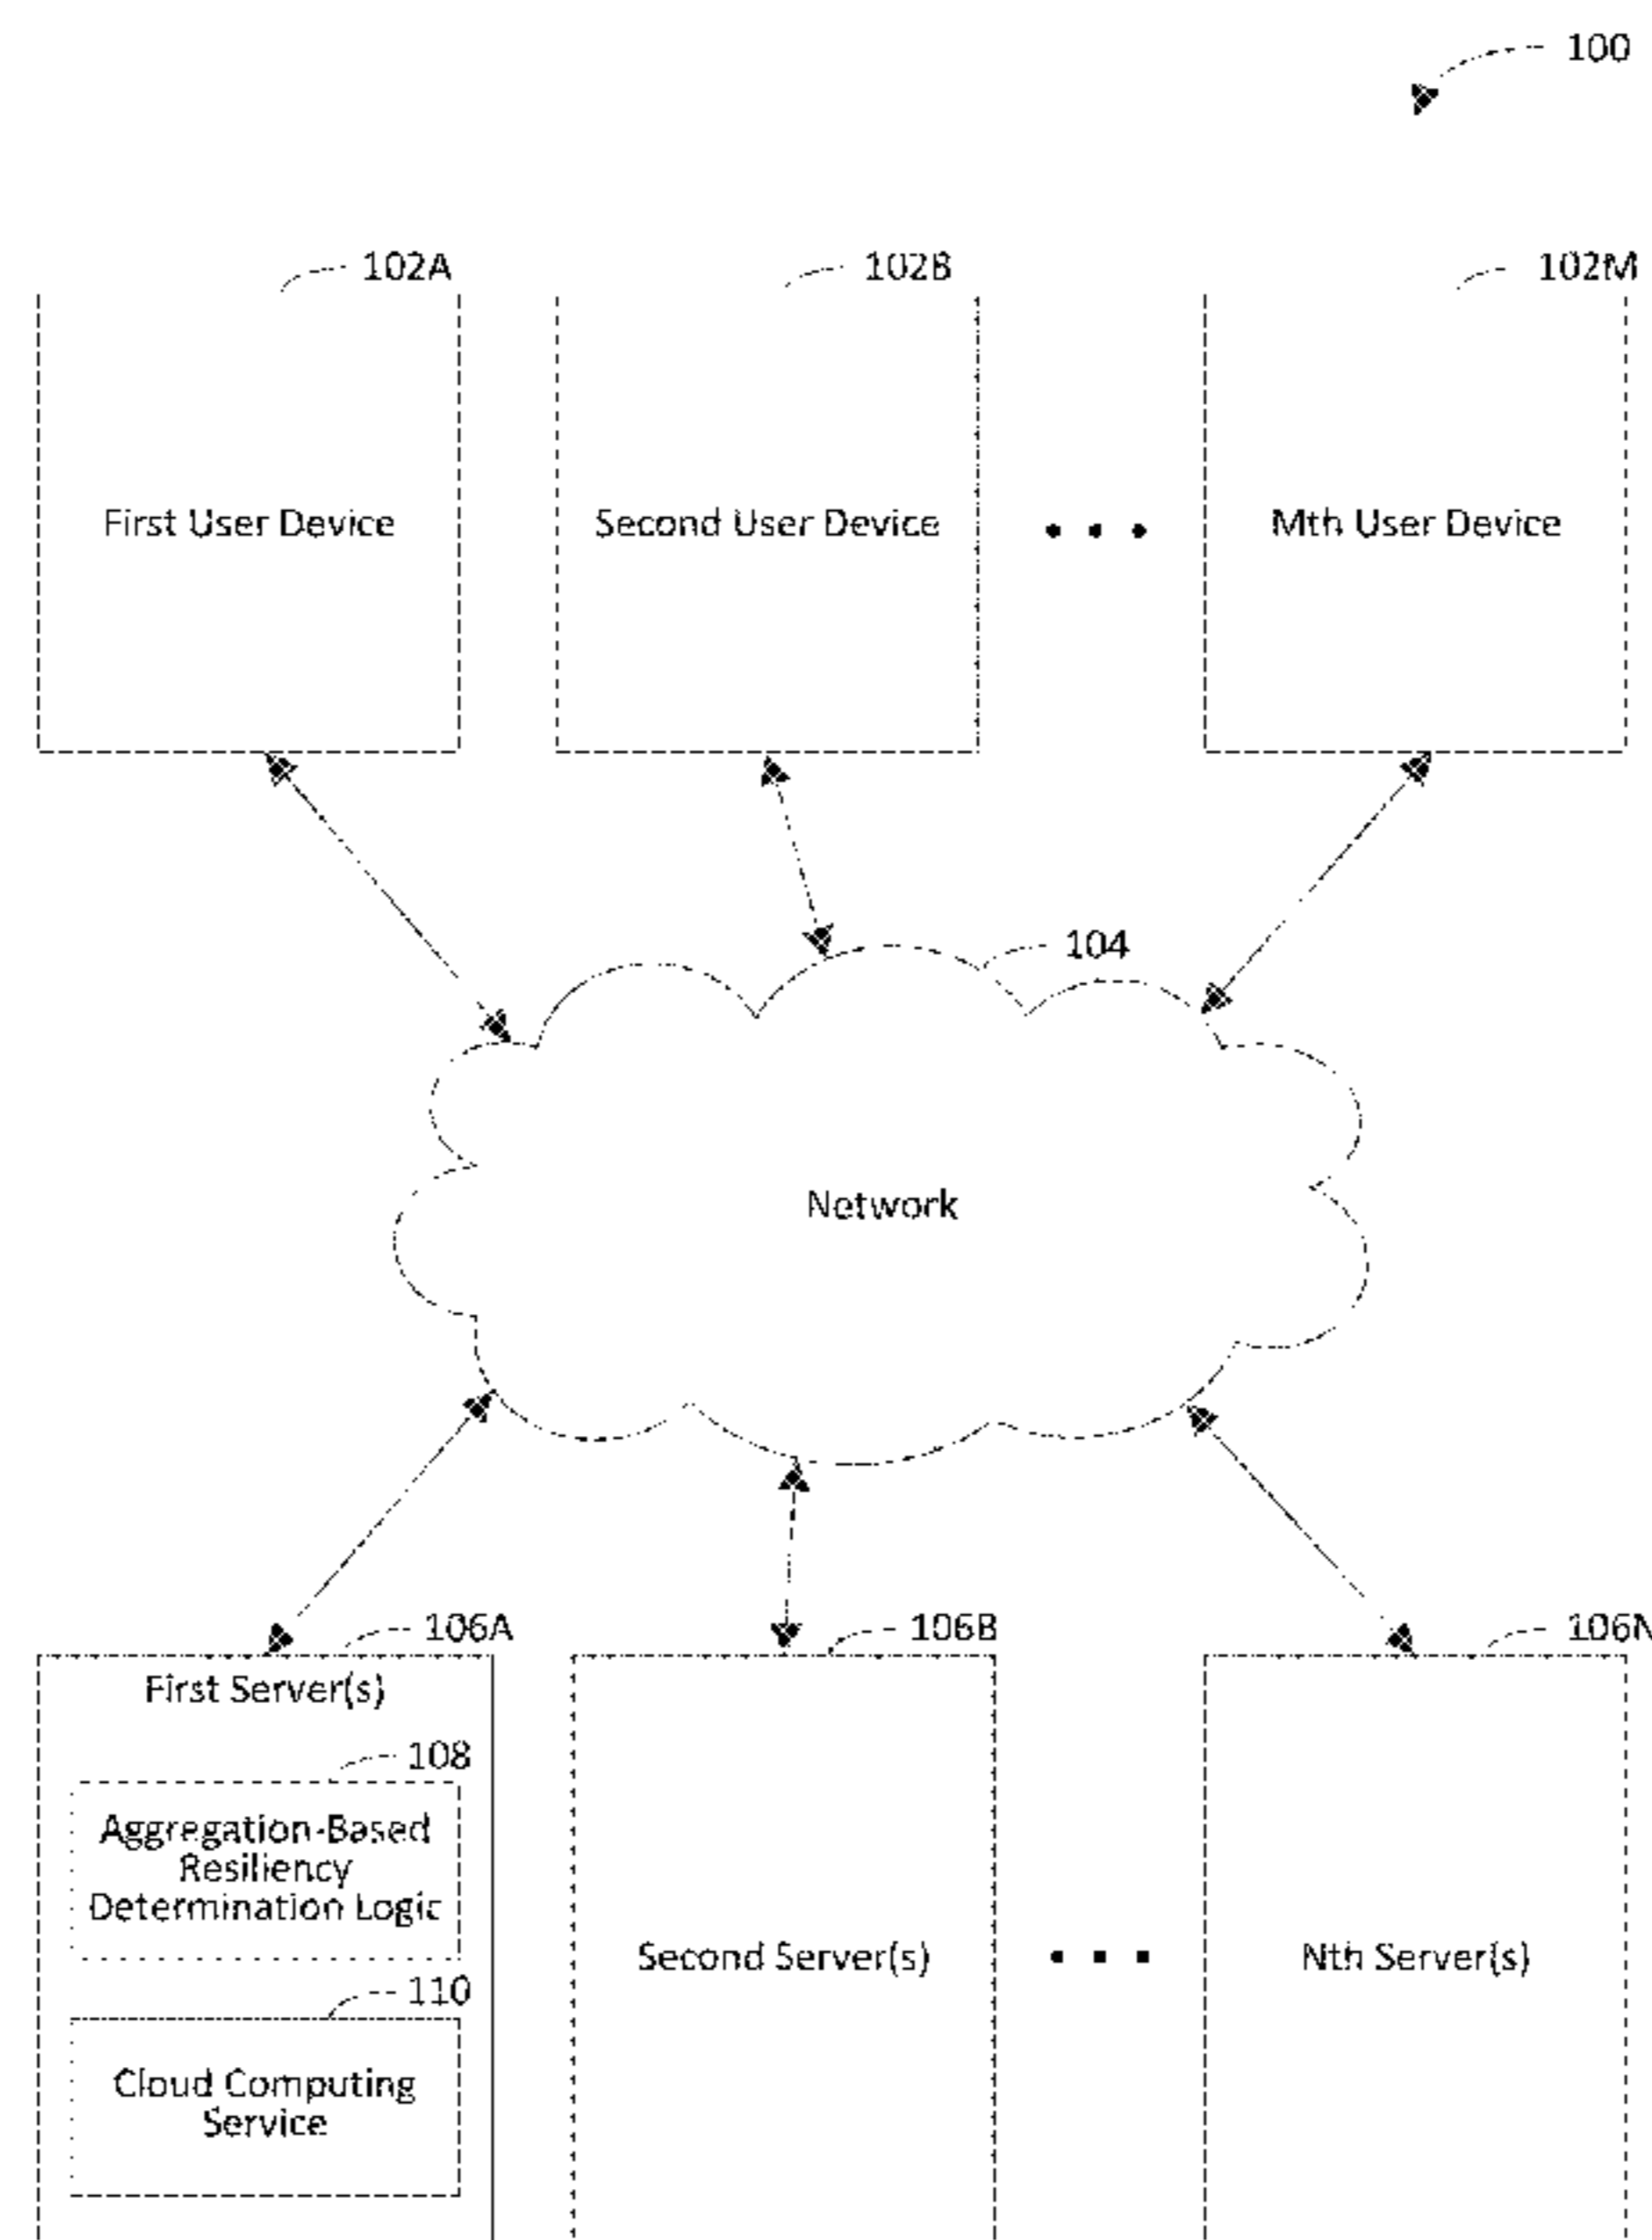 100
102A
102B
102M
First User Device
Second User Device
Mth User Device
104
Network
106A
106B
106N
First Server(s)
108
Aggregation-Based
Resiliency
Determination Logic
Second Server(s)
Nth Server(s)
110
Cloud Computing
Service